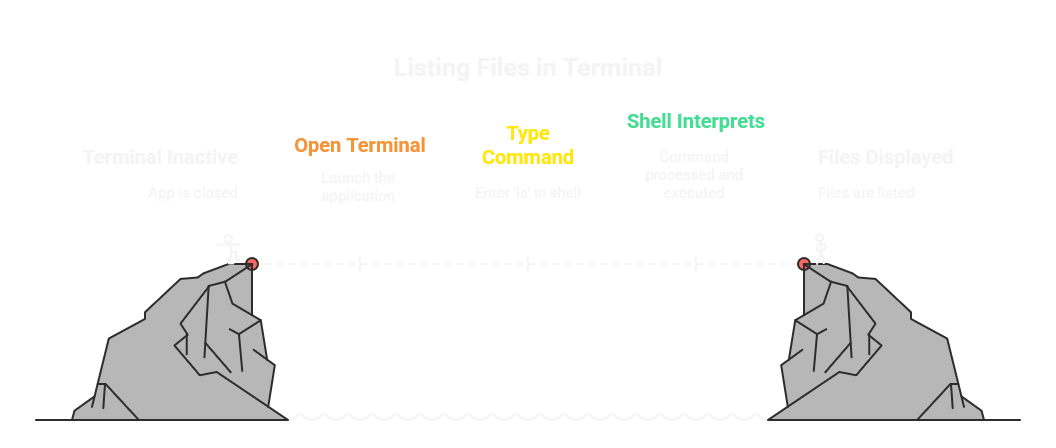 Listing Files in Terminal
Terminal Inactive
App is closed
Open Terminal
Launch the
application
Type
Command
Enter 'ls' in shell
Shell Interprets
Command
processed and
executed
Files Displayed
Files are listed